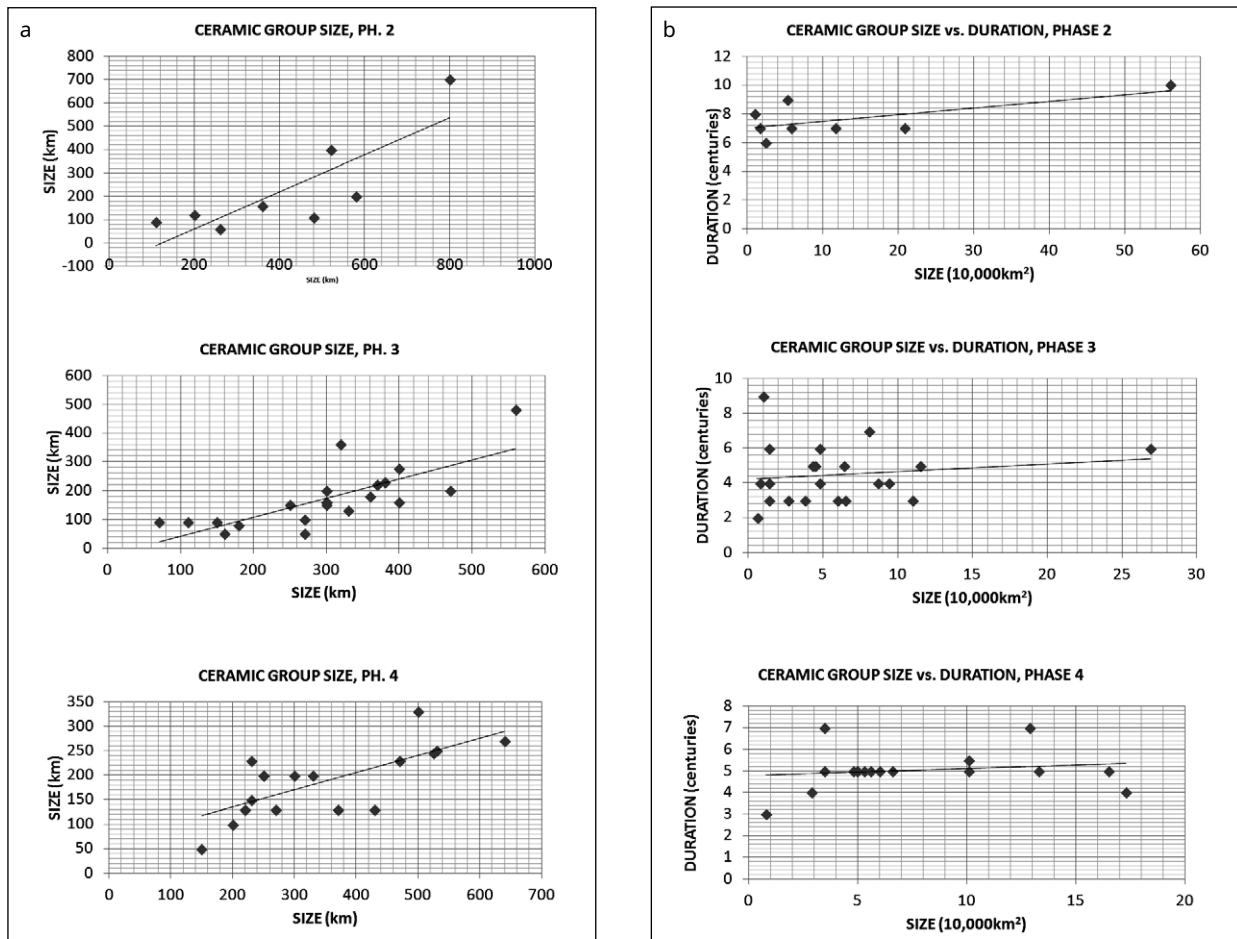 a
CERAMIC GROUP SIZE, PH. 2
800
700
600
500
400
300
200
100
0
-100
SIZE (km)
200 400 600 800 1000
SIZE (km)
CERAMIC GROUP SIZE, PH. 3
600
500
400
300
200
100
0
SIZE (km)
0 100 200 300 400 500 600
SIZE (km)
CERAMIC GROUP SIZE, PH. 4
350
300
250
200
150
100
50
0
SIZE (km)
0 100 200 300 400 500 600 700
SIZE (km)
b
CERAMIC GROUP SIZE vs. DURATION, PHASE 2
12
10
8
6
4
2
0
DURATION (centuries)
0 10 20 30 40 50 60
SIZE (10,000km²)
CERAMIC GROUP SIZE vs. DURATION, PHASE 3
10
8
6
4
2
0
DURATION (centuries)
0 5 10 15 20 25 30
SIZE (10,000km²)
CERAMIC GROUP SIZE vs. DURATION, PHASE 4
8
7
6
5
4
3
2
1
0
DURATION (centuries)
0 5 10 15 20
SIZE (10,000km²)